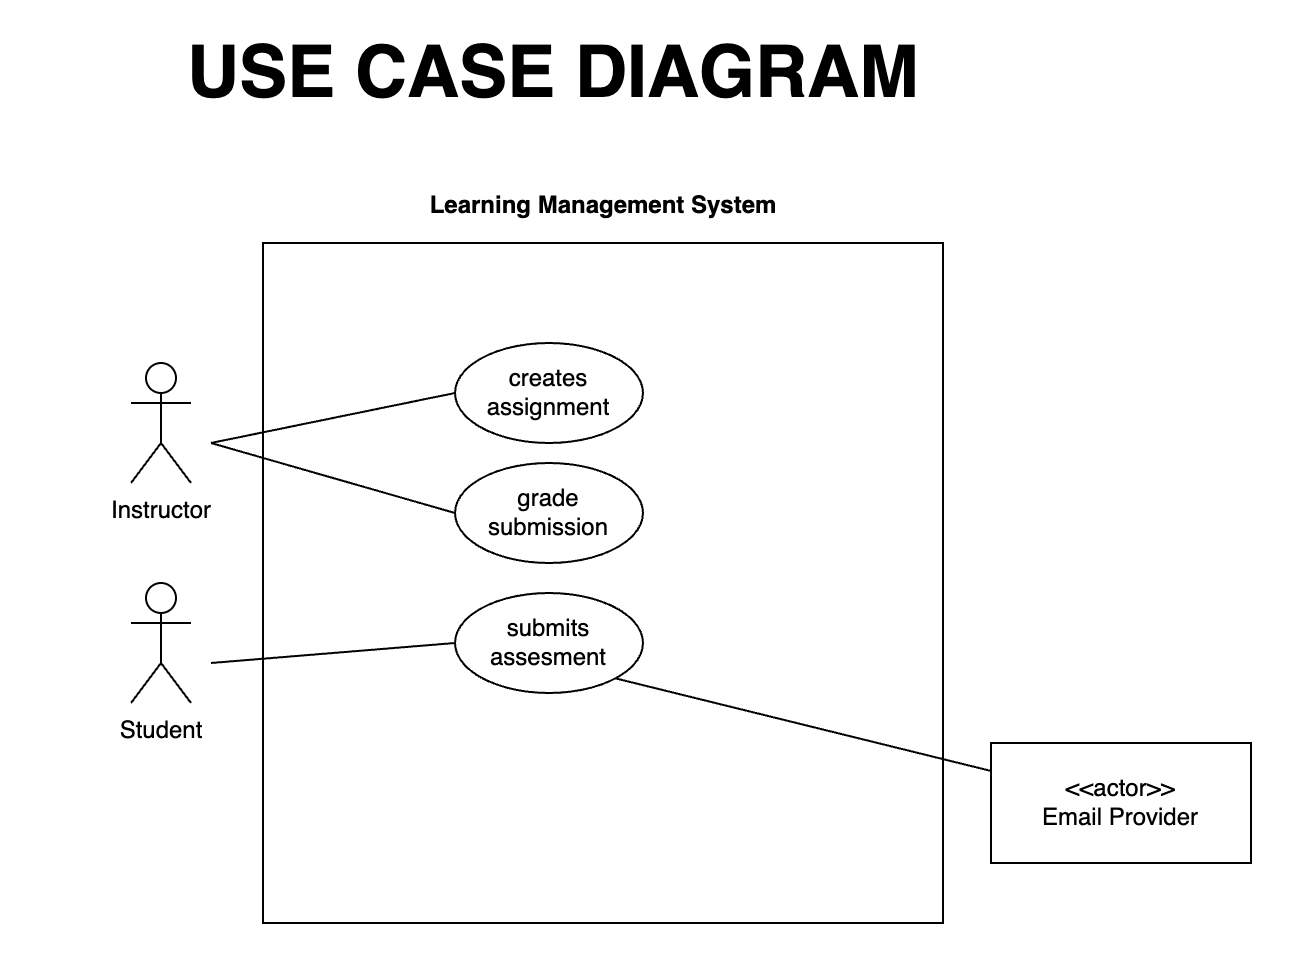 USE CASE DIAGRAM
Learning Management System
creates
assignment
grade
submission
Instructor
submits
assesment
Student
<<actor>>
Email Provider